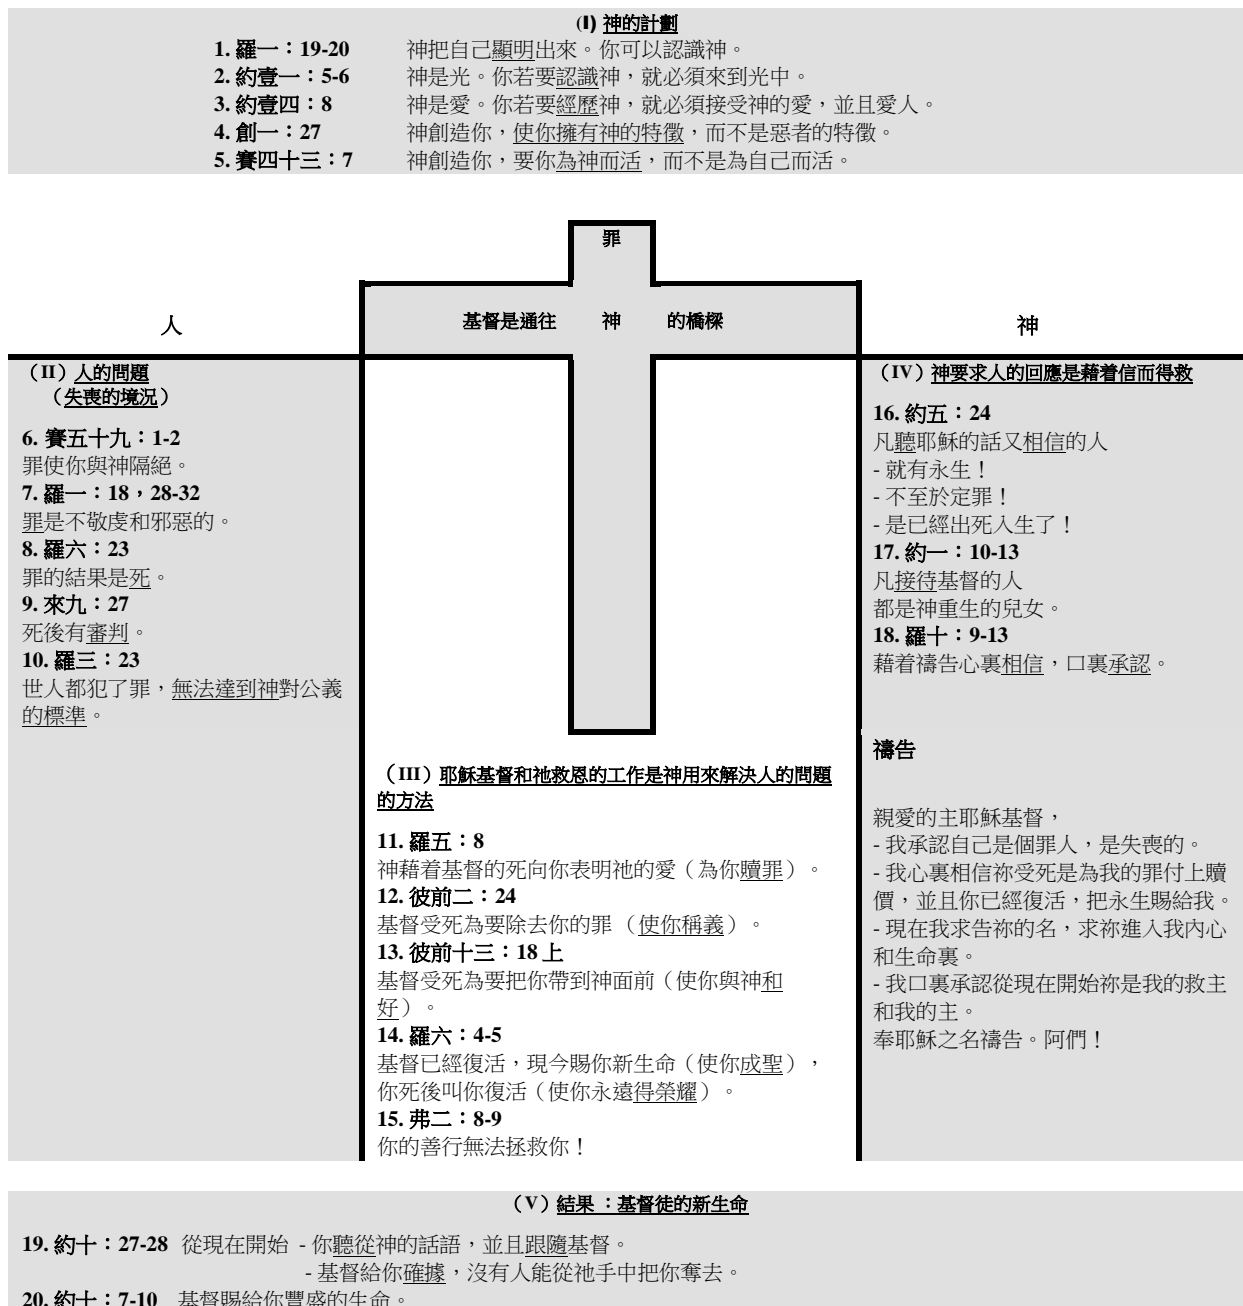 (I) 神的計劃
1. 羅一：19-20 神把自己顯明出來。你可以認識神。
2. 約壹一：5-6 神是光。你若要認識神，就必須來到光中。
3. 約壹四：8 神是愛。你若要經歷神，就必須接受神的愛，並且愛人。
4. 創一：27 神創造你，使你擁有神的特徵，而不是惡者的特徵。
5. 賽四十三：7 神創造你，要你為神而活，而不是為自己而活。
罪
人
基督是通往 神 的橋樑
神
（II）人的問題
（失喪的境況）
6. 賽五十九：1-2
罪使你與神隔絕。
7. 羅一：18，28-32
罪是不敬虔和邪惡的。
8. 羅六：23
罪的結果是死。
9. 來九：27
死後有審判。
10. 羅三：23
世人都犯了罪，無法達到神對公義
的標準。
（III）耶穌基督和祂救恩的工作是神用來解決人的問題
的方法
11. 羅五：8
神藉着基督的死向你表明祂的愛（為你贖罪）。
12. 彼前二：24
基督受死為要除去你的罪 （使你稱義）。
13. 彼前十三：18 上
基督受死為要把你帶到神面前（使你與神和
好）。
14. 羅六：4-5
基督已經復活，現今賜你新生命（使你成聖），
你死後叫你復活（使你永遠得榮耀）。
15. 弗二：8-9
你的善行無法拯救你！
（IV）神要求人的回應是藉着信而得救
16. 約五：24
凡聽耶穌的話又相信的人
- 就有永生！
- 不至於定罪！
- 是已經出死入生了！
17. 約一：10-13
凡接待基督的人
都是神重生的兒女。
18. 羅十：9-13
藉着禱告心裏相信，口裏承認。
禱告
親愛的主耶穌基督，
- 我承認自己是個罪人，是失喪的。
- 我心裏相信祢受死是為我的罪付上贖
價，並且你已經復活，把永生賜給我。
- 現在我求告祢的名，求祢進入我內心
和生命裏。
- 我口裏承認從現在開始祢是我的救主
和我的主。
奉耶穌之名禱告。阿們！
（V）結果 ：基督徒的新生命
19. 約十：27-28 從現在開始 - 你聽從神的話語，並且跟隨基督。
- 基督給你確據，沒有人能從祂手中把你奪去。
20. 約十：7-10 基督賜給你豐盛的生命。